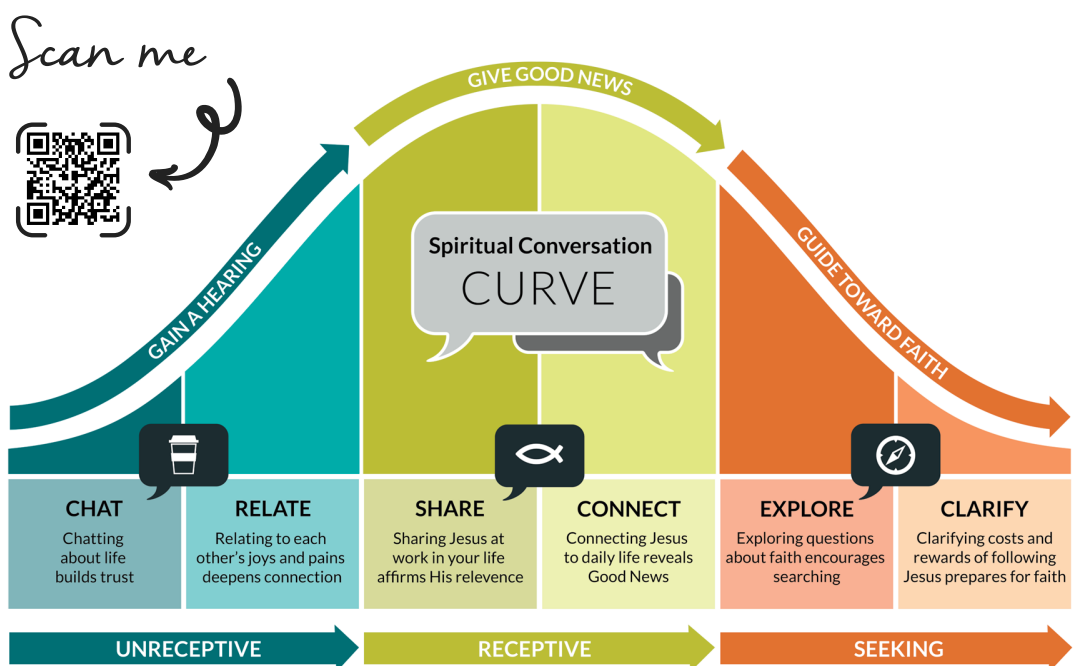 Scan me
GIVE GOOD NEWS
GAIN A HEARING
GUIDE TOWARD FAITH
Spiritual Conversation
CURVE
CHAT
Chatting
about life
builds trust
RELATE
Relating to each
other's joys and pains
deepens connection
SHARE
Sharing Jesus at
work in your life
affirms His relevence
CONNECT
Connecting Jesus
to daily life reveals
Good News
EXPLORE
Exploring questions
about faith encourages
searching
CLARIFY
Clarifying costs and
rewards of following
Jesus prepares for faith
UNRECEPTIVE
RECEPTIVE
SEEKING